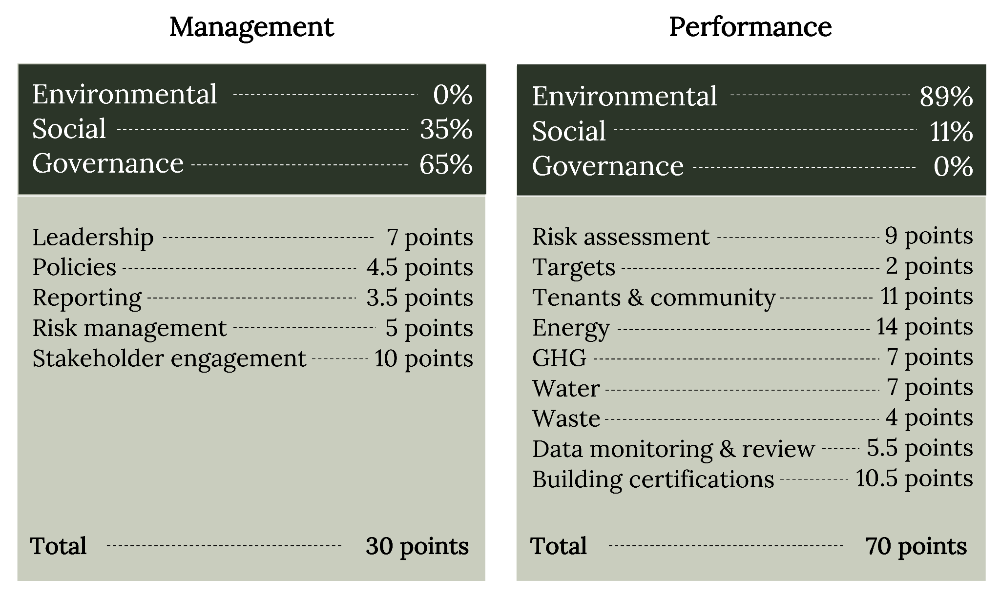 Management
Environmental 0%
Social 35%
Governance 65%
Leadership 7 points
Policies 4.5 points
Reporting 3.5 points
Risk management 5 points
Stakeholder engagement 10 points
Total 30 points
Performance
Environmental 89%
Social 11%
Governance 0%
Risk assessment 9 points
Targets 2 points
Tenants & community 11 points
Energy 14 points
GHG 7 points
Water 7 points
Waste 4 points
Data monitoring & review 5.5 points
Building certifications 10.5 points
Total 70 points